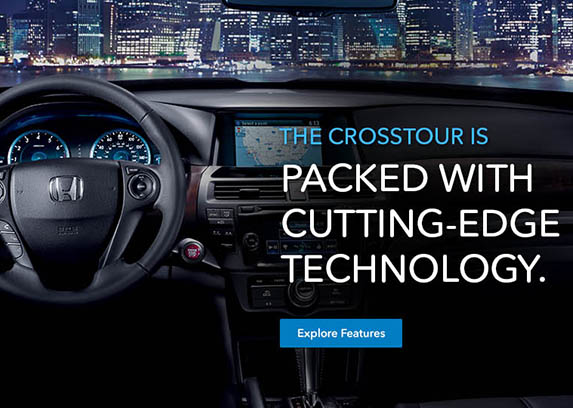 THE CROSSTOUR IS
PACKED WITH
CUTTING-EDGE
TECHNOLOGY.
Explore Features